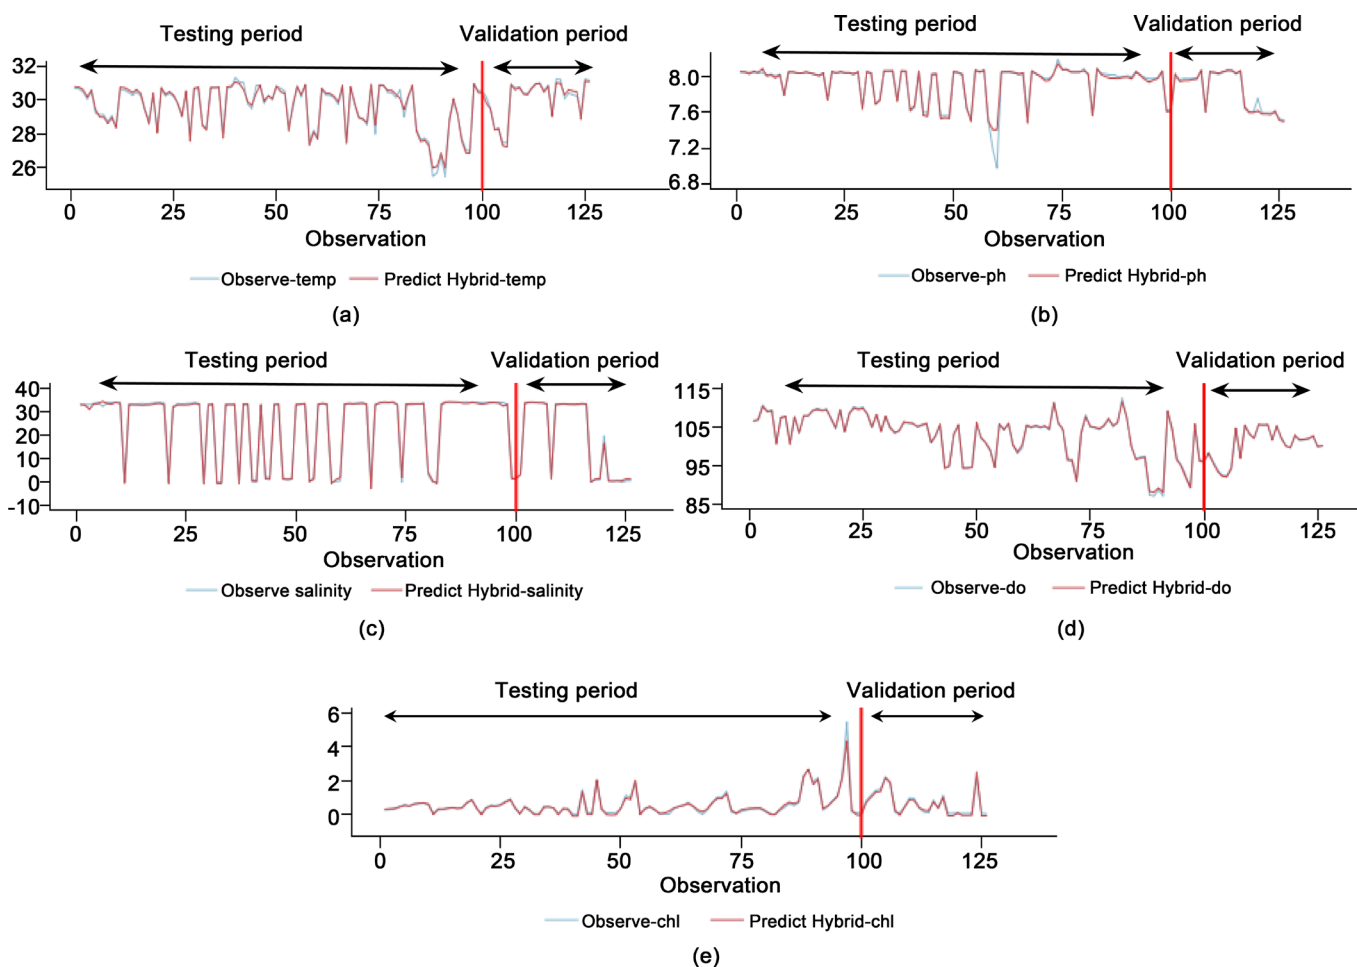 Testing period Validation period
32
30
28
26
0 25 50 75 100 125
Observation
Observe-temp Predict Hybrid-temp
(a)
Testing period Validation period
8.0
7.6
7.2
6.8
0 25 50 75 100 125
Observation
Observe-ph Predict Hybrid-ph
(b)
Testing period Validation period
40
30
20
10
0
-10
0 25 50 75 100 125
Observation
Observe salinity Predict Hybrid-salinity
(c)
Testing period Validation period
115
105
95
85
0 25 50 75 100 125
Observation
Observe-do Predict Hybrid-do
(d)
Testing period Validation period
6
4
2
0
0 25 50 75 100 125
Observation
Observe-chl Predict Hybrid-chl
(e)